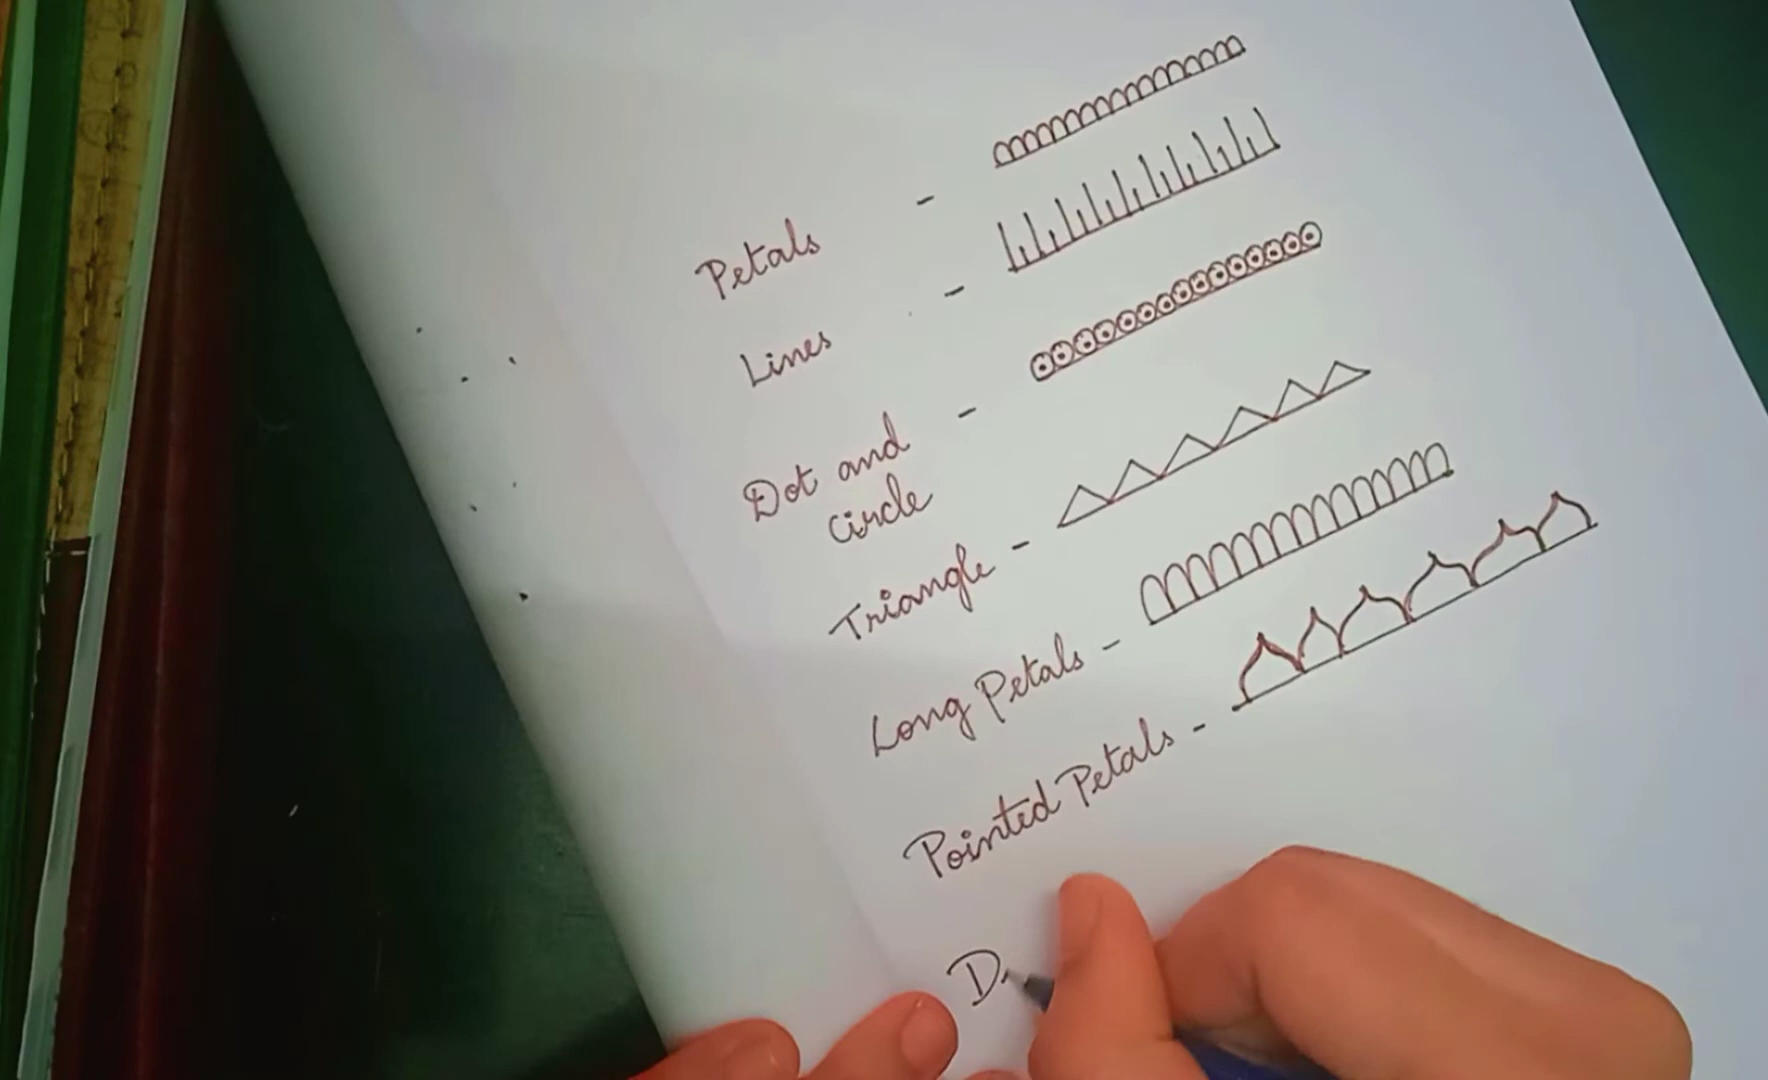 Petals -
Lines -
Dot and -
circle
Triangle -
Long Petals -
Pointed Petals -
D